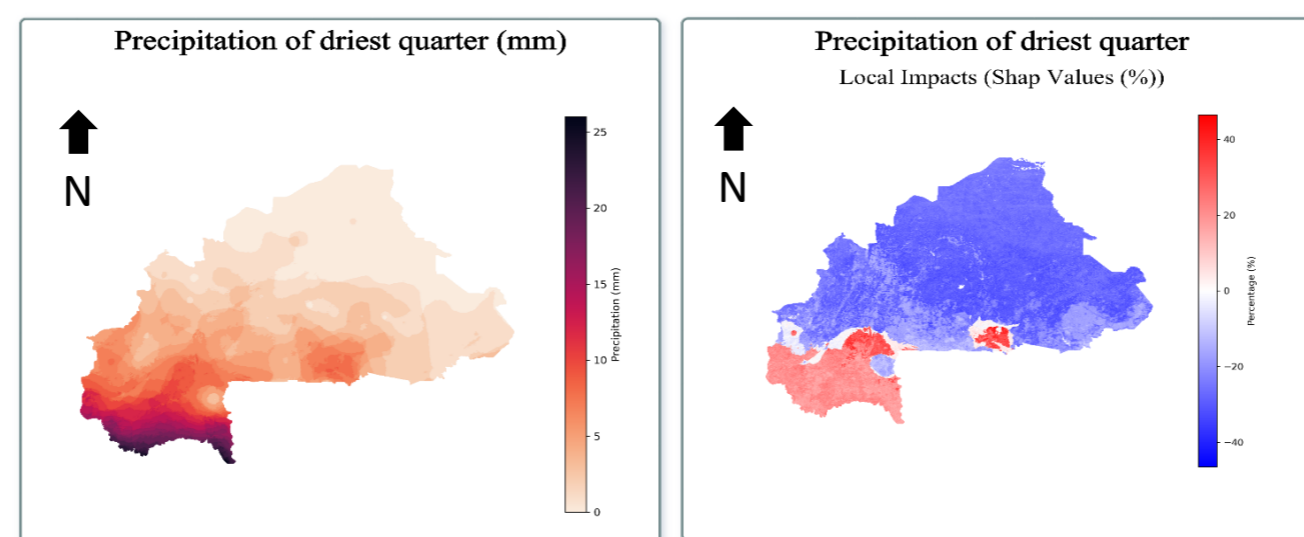 Precipitation of driest quarter (mm)
N
25
20
15
10
5
0
Precipitation (mm)
Precipitation of driest quarter
Local Impacts (Shap Values (%))
N
40
20
0
−20
−40
Percentage (%)